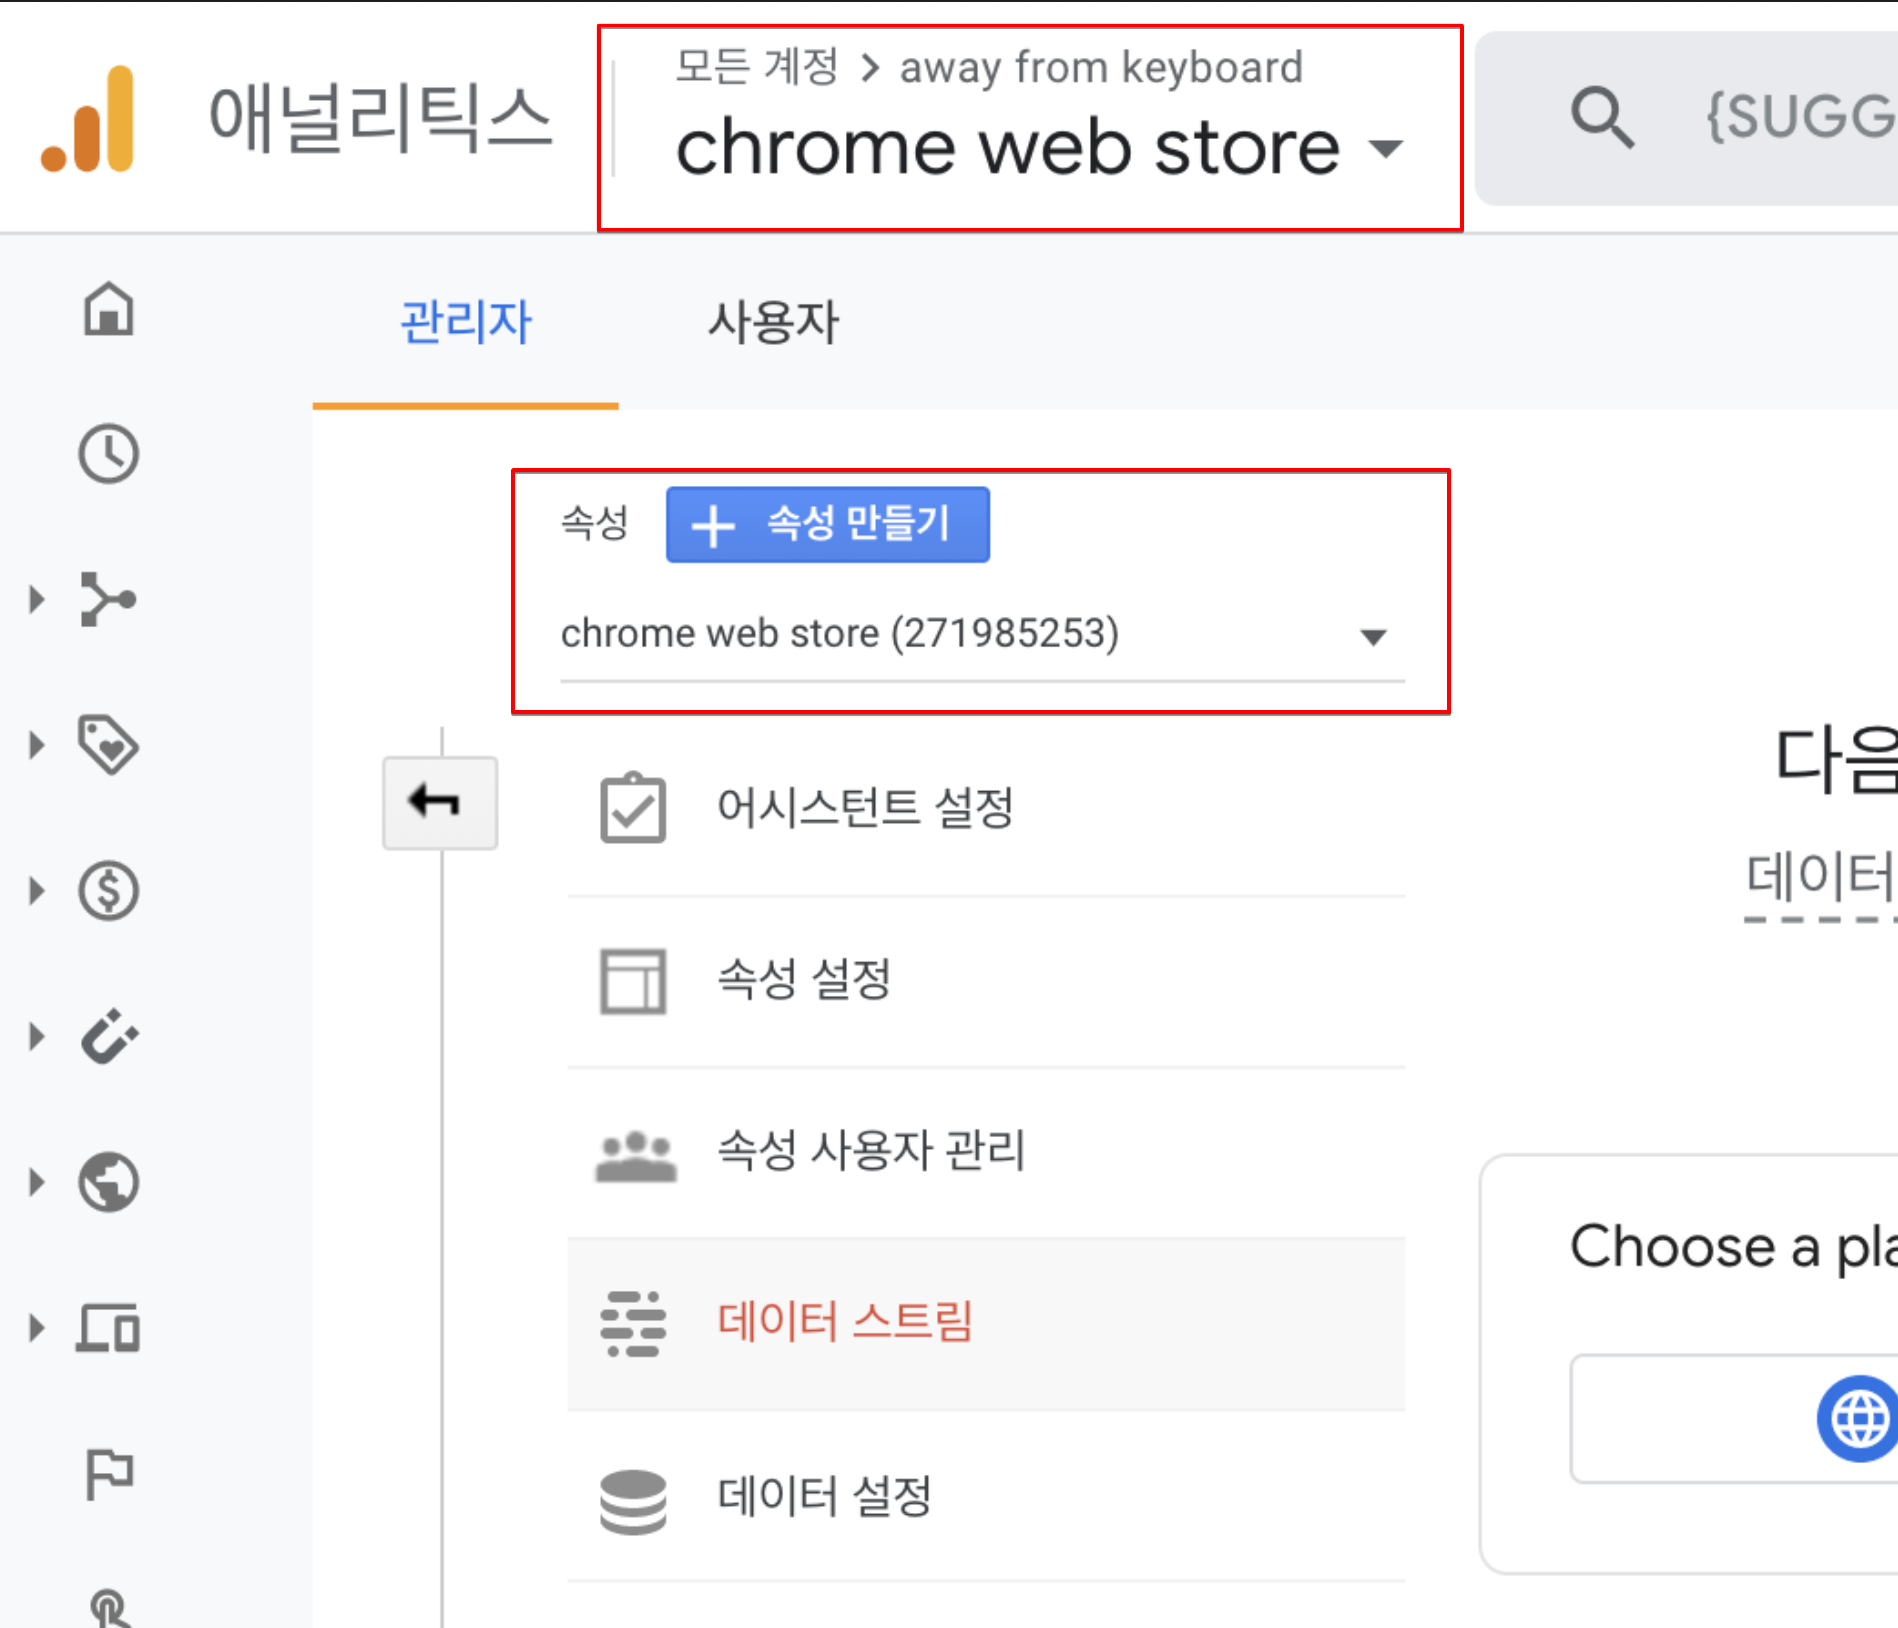 애널리틱스
모든 계정 > away from keyboard
chrome web store
{SUGG
관리자
사용자
속성
+ 속성 만들기
chrome web store (271985253)
어시스턴트 설정
속성 설정
속성 사용자 관리
데이터 스트림
데이터 설정
다음
데이터
Choose a pla